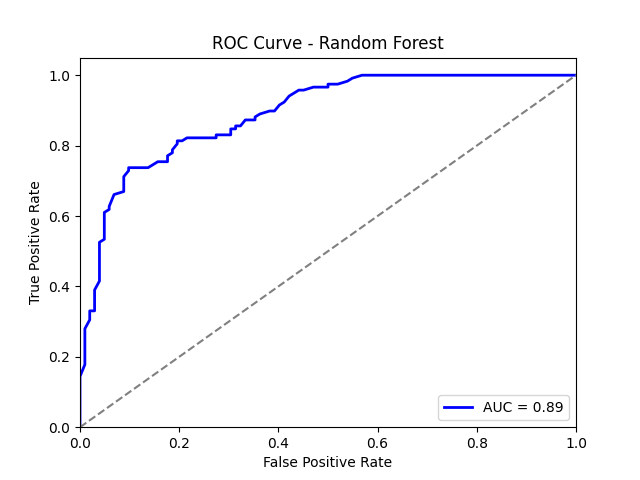 ROC Curve - Random Forest
True Positive Rate
1.0
0.8
0.6
0.4
0.2
0.0
0.0 0.2 0.4 0.6 0.8 1.0
False Positive Rate
AUC = 0.89